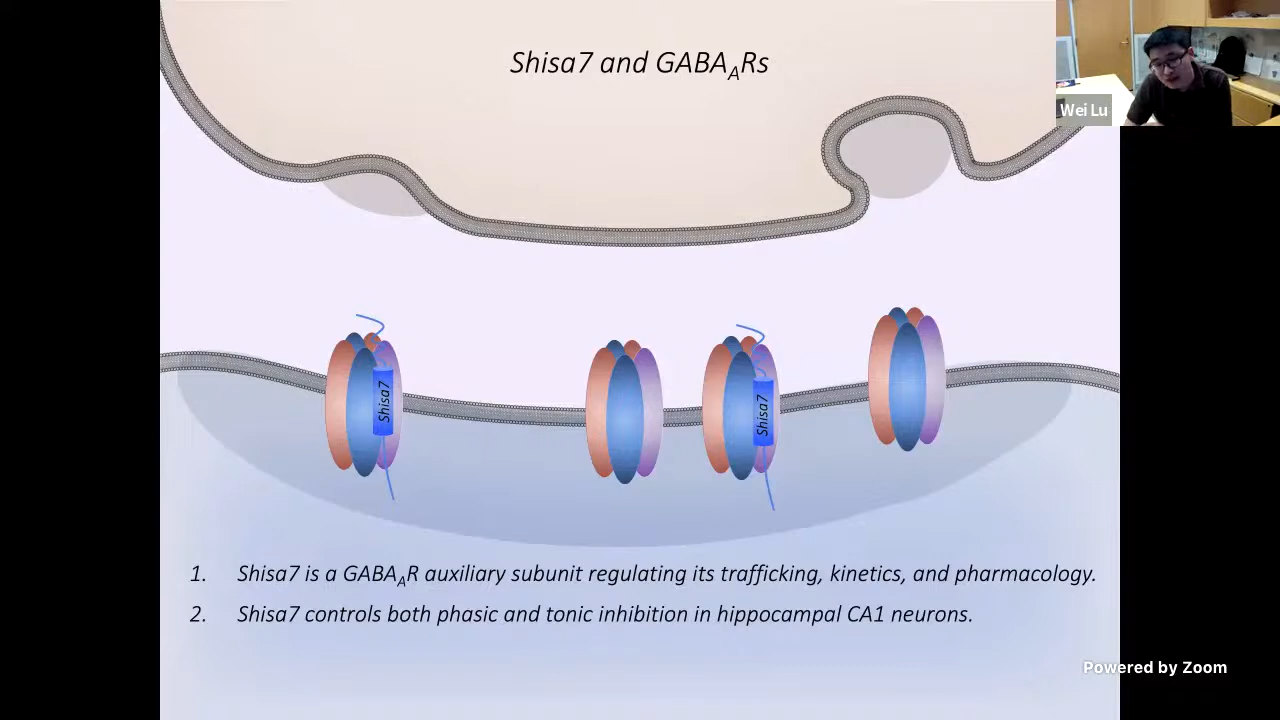 Shisa7 and GABAARs
Wei Lu
Shisa7
Shisa7
1. Shisa7 is a GABAAR auxiliary subunit regulating its trafficking, kinetics, and pharmacology.
2. Shisa7 controls both phasic and tonic inhibition in hippocampal CA1 neurons.
Powered by Zoom